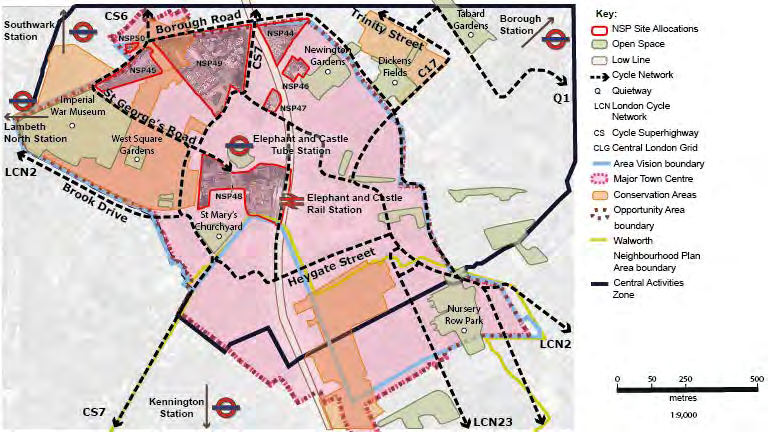 Southwark
Station
CS6
Borough Road
CS7
Trinity Street
Tabard
Gardens
Borough
Station
NSP50
NSP49
NSP44
NSP45
NSP46
NSP47
Newington
Gardens
Dickens
Fields
C17
Q1
Imperial
War Museum
Lambeth
North Station
LCN2
St George's Road
West Square
Gardens
Brook Drive
Elephant and Castle
Tube Station
NSP48
Elephant and Castle
Rail Station
St Mary's
Churchyard
Heygate Street
Nursery
Row Park
LCN2
CS7
Kennington
Station
LCN23
Key:
NSP Site Allocations
Open Space
Low Line
Cycle Network
Q Quietway
LCN London Cycle
Network
CS Cycle Superhighway
CLG Central London Grid
Area Vision boundary
Major Town Centre
Conservation Areas
Opportunity Area
boundary
Walworth
Neighbourhood Plan
Area boundary
Central Activities
Zone
0 50 250 500
metres
1:9,000